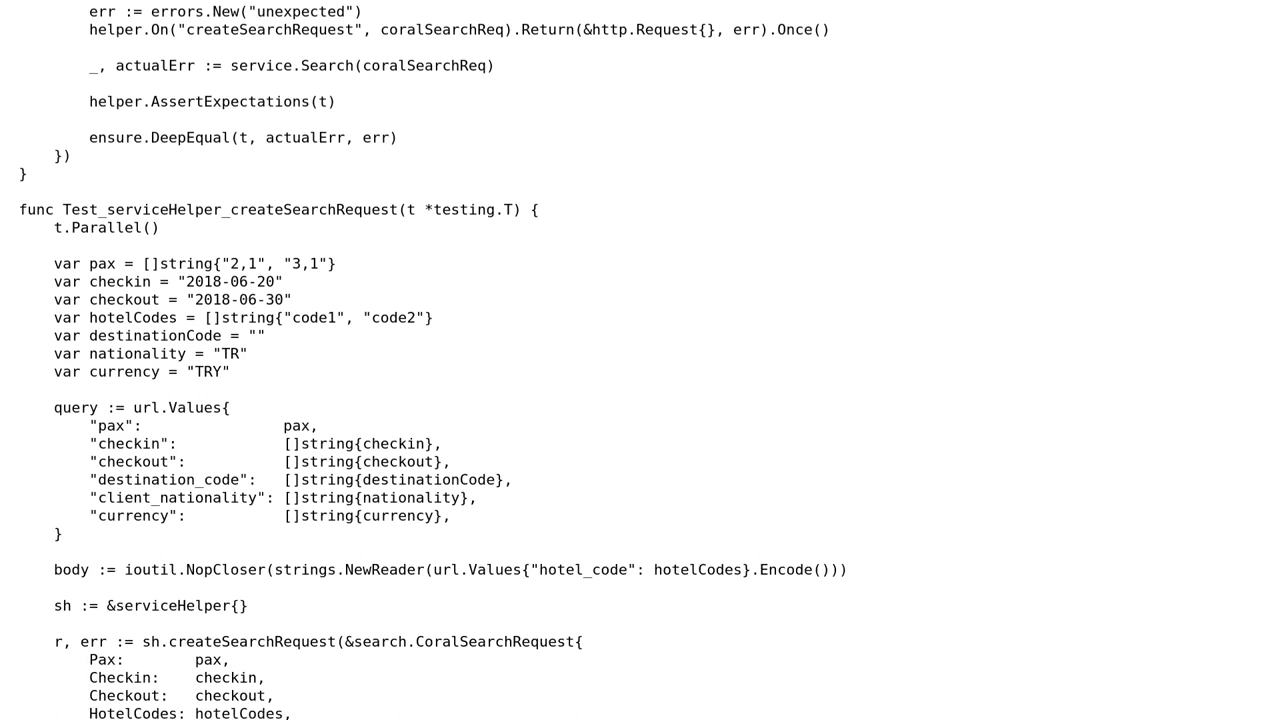 err := errors.New("unexpected")
        helper.On("createSearchRequest", coralSearchReq).Return(&http.Request{}, err).Once()

        _, actualErr := service.Search(coralSearchReq)

        helper.AssertExpectations(t)

        ensure.DeepEqual(t, actualErr, err)
    })
}

func Test_serviceHelper_createSearchRequest(t *testing.T) {
    t.Parallel()

    var pax = []string{"2,1", "3,1"}
    var checkin = "2018-06-20"
    var checkout = "2018-06-30"
    var hotelCodes = []string{"code1", "code2"}
    var destinationCode = ""
    var nationality = "TR"
    var currency = "TRY"

    query := url.Values{
        "pax":                pax,
        "checkin":            []string{checkin},
        "checkout":           []string{checkout},
        "destination_code":   []string{destinationCode},
        "client_nationality": []string{nationality},
        "currency":           []string{currency},
    }

    body := ioutil.NopCloser(strings.NewReader(url.Values{"hotel_code": hotelCodes}.Encode()))

    sh := &serviceHelper{}

    r, err := sh.createSearchRequest(&search.CoralSearchRequest{
        Pax:        pax,
        Checkin:    checkin,
        Checkout:   checkout,
        HotelCodes: hotelCodes,